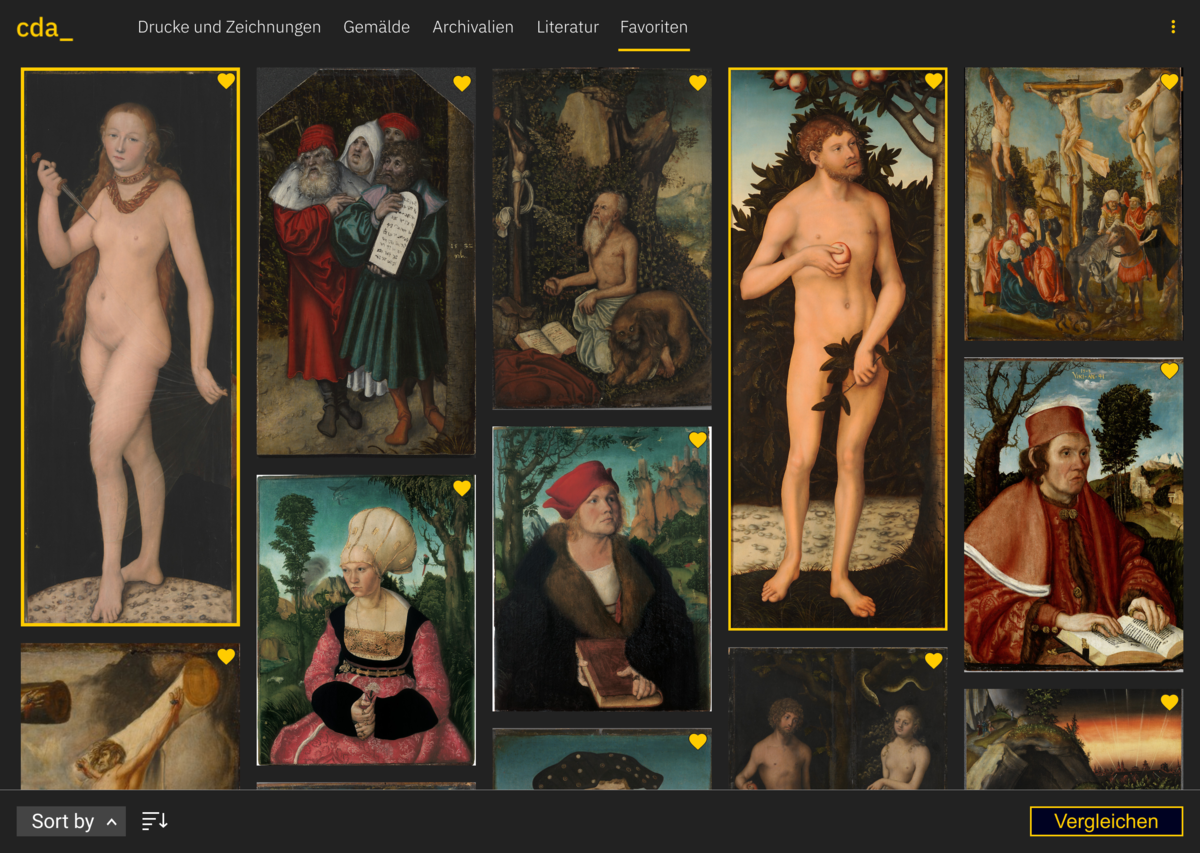 cda_
Drucke und Zeichnungen
Gemälde
Archivalien
Literatur
Favoriten
Sort by
Vergleichen